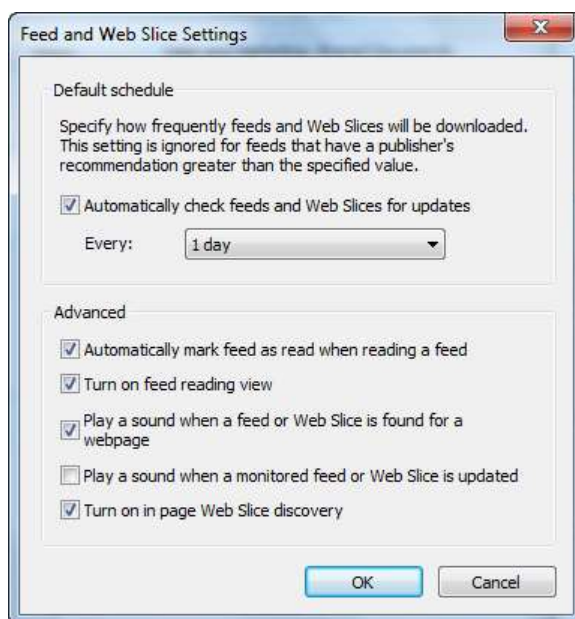 Feed and Web Slice Settings
Default schedule
Specify how frequently feeds and Web Slices will be downloaded.
This setting is ignored for feeds that have a publisher's
recommendation greater than the specified value.
Automatically check feeds and Web Slices for updates
Every: 1 day
Advanced
Automatically mark feed as read when reading a feed
Turn on feed reading view
Play a sound when a feed or Web Slice is found for a
webpage
Play a sound when a monitored feed or Web Slice is updated
Turn on in page Web Slice discovery
OK Cancel